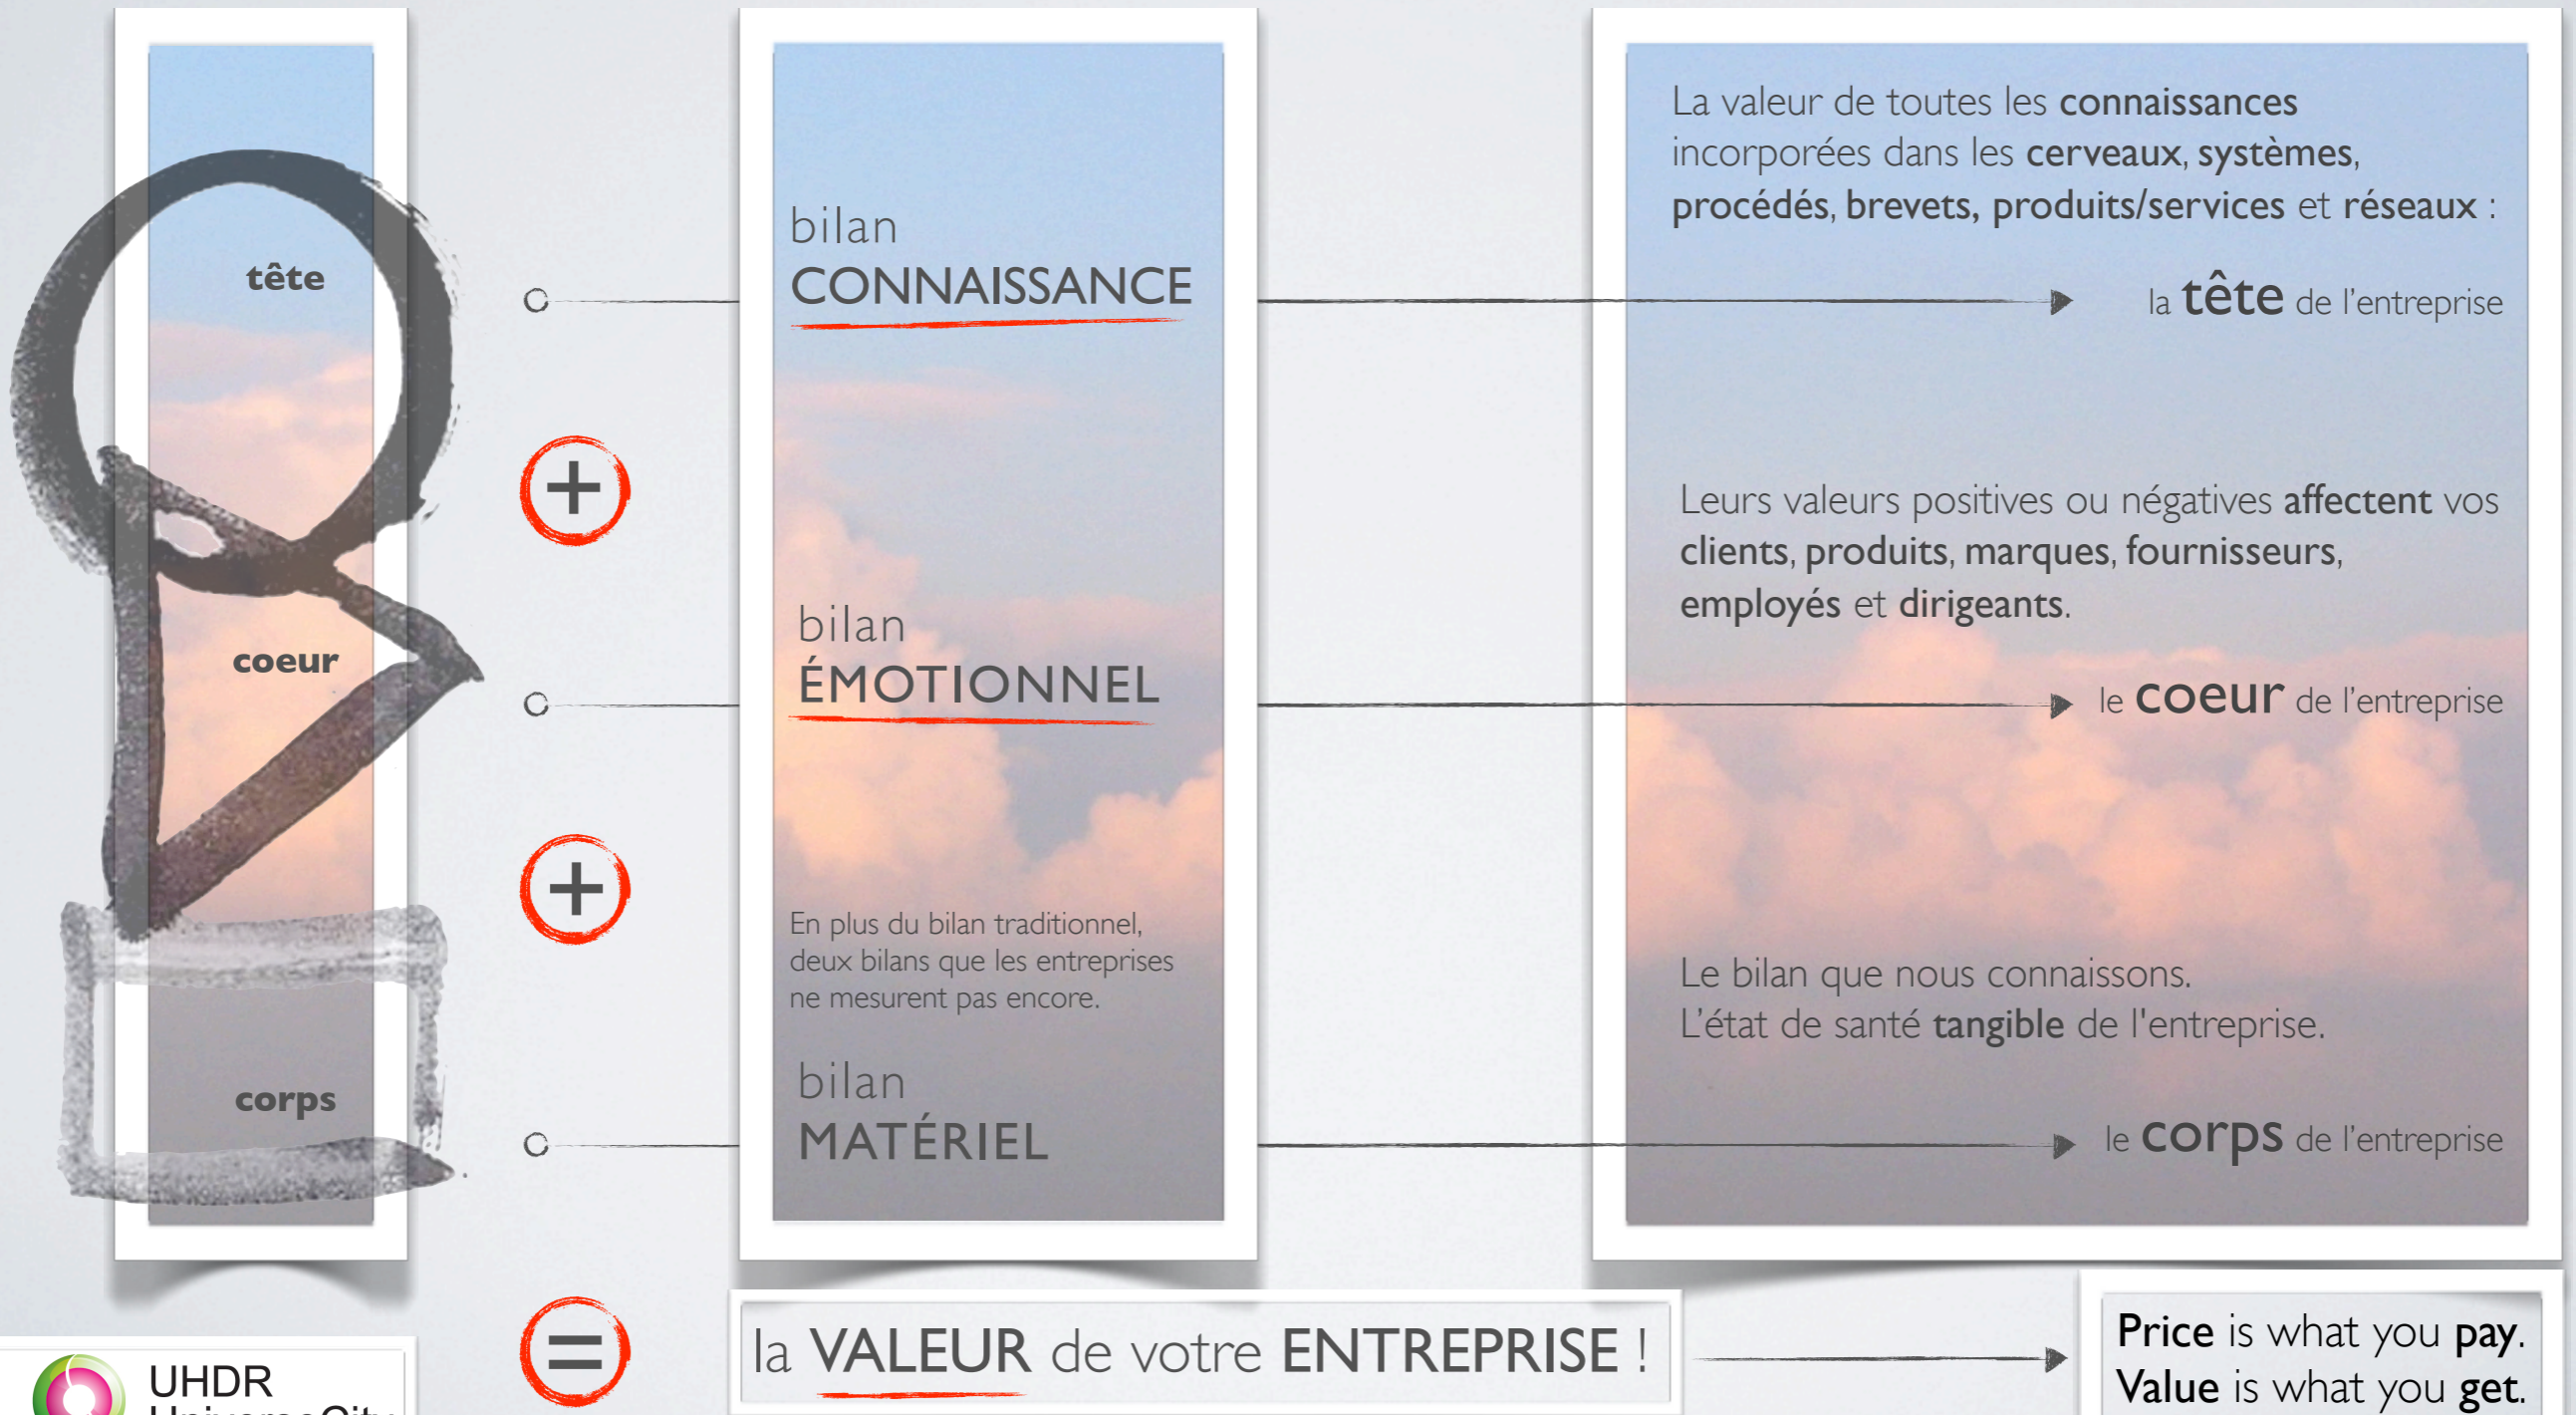 tête
coeur
corps
+
+
=
bilan
CONNAISSANCE
bilan
ÉMOTIONNEL
En plus du bilan traditionnel,
deux bilans que les entreprises
ne mesurent pas encore.
bilan
MATÉRIEL
La valeur de toutes les connaissances
incorporées dans les cerveaux, systèmes,
procédés, brevets, produits/services et réseaux :
la tête de l'entreprise
Leurs valeurs positives ou négatives affectent vos
clients, produits, marques, fournisseurs,
employés et dirigeants.
le coeur de l'entreprise
Le bilan que nous connaissons.
L'état de santé tangible de l'entreprise.
le corps de l'entreprise
UHDR
UniverseCity
la VALEUR de votre ENTREPRISE !
Price is what you pay.
Value is what you get.